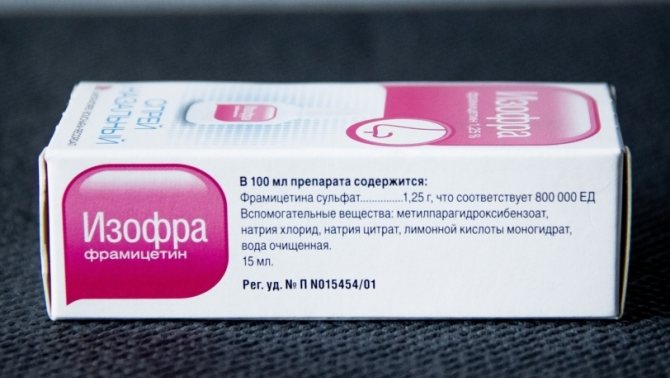 СПРЕЙ
НАЗАЛЬНЫЙ
Изофра
Изофра
фрамицетин 1,25 %
Изофра
фрамицетин
В 100 мл препарата содержится:
Фрамицетина сульфат...............1,25 г, что соответствует 800 000 ЕД
Вспомогательные вещества: метилпарагидроксибензоат,
натрия хлорид, натрия цитрат, лимонной кислоты моногидрат,
вода очищенная.
15 мл.
Рег. уд. № П N015454/01